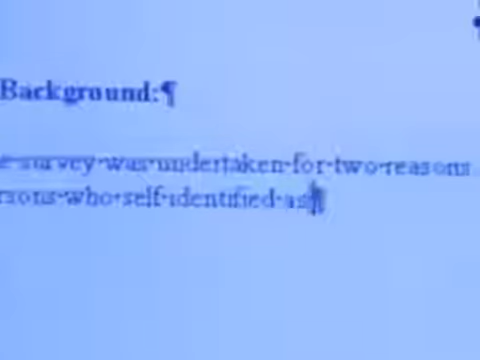 Background:¶
e survey was undertaken for two reasons
rsons who self-identified as